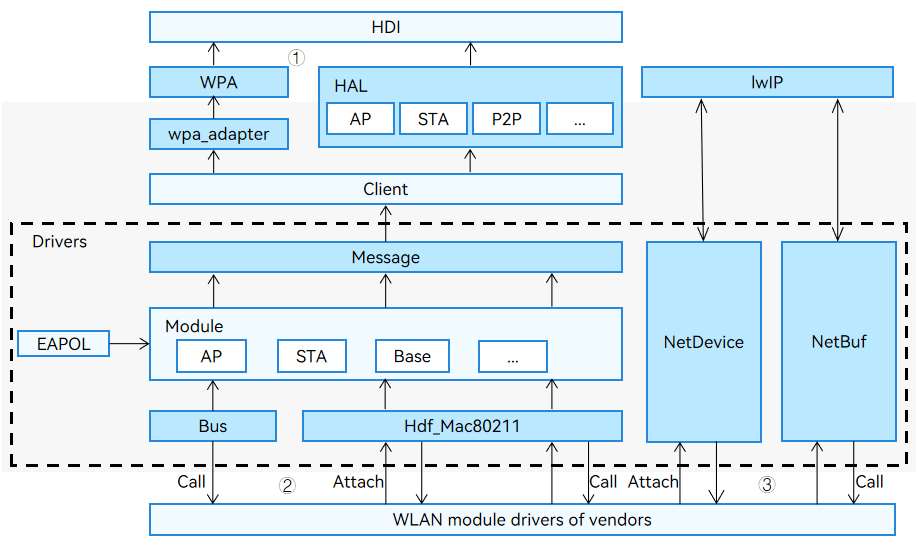 HDI
①
WPA
HAL
AP
STA
P2P
...
lwIP
wpa_adapter
Client
Drivers
Message
Module
AP
STA
Base
...
EAPOL
NetDevice
NetBuf
Bus
Hdf_Mac80211
Call
②
Attach
Call
Attach
③
Call
WLAN module drivers of vendors